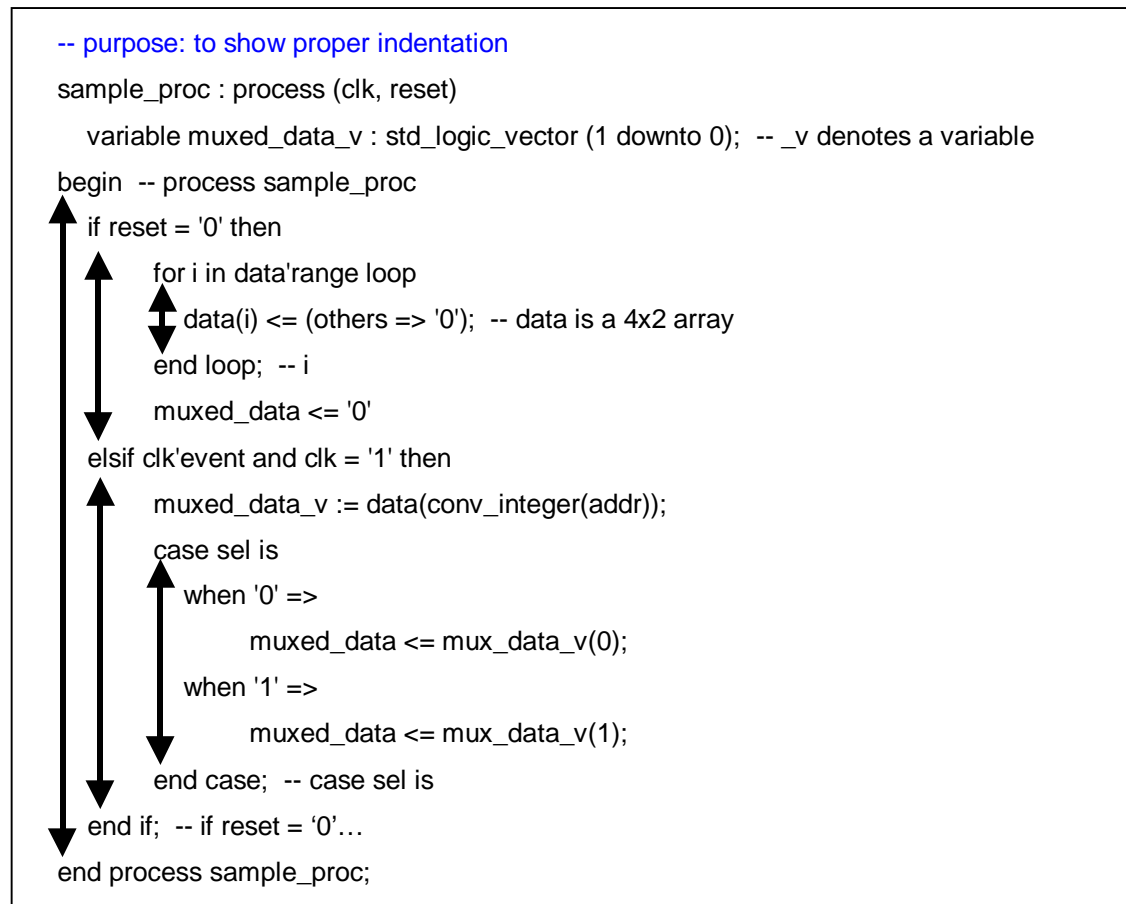 -- purpose: to show proper indentation
sample_proc : process (clk, reset)
variable muxed_data_v : std_logic_vector (1 downto 0);  -- _v denotes a variable
begin  -- process sample_proc
if reset = '0' then
for i in data'range loop
data(i) <= (others => '0');  -- data is a 4x2 array
end loop;  -- i
muxed_data <= '0'
elsif clk'event and clk = '1' then
muxed_data_v := data(conv_integer(addr));
case sel is
when '0' =>
muxed_data <= mux_data_v(0);
when '1' =>
muxed_data <= mux_data_v(1);
end case;  -- case sel is
end if;  -- if reset = ‘0’…
end process sample_proc;